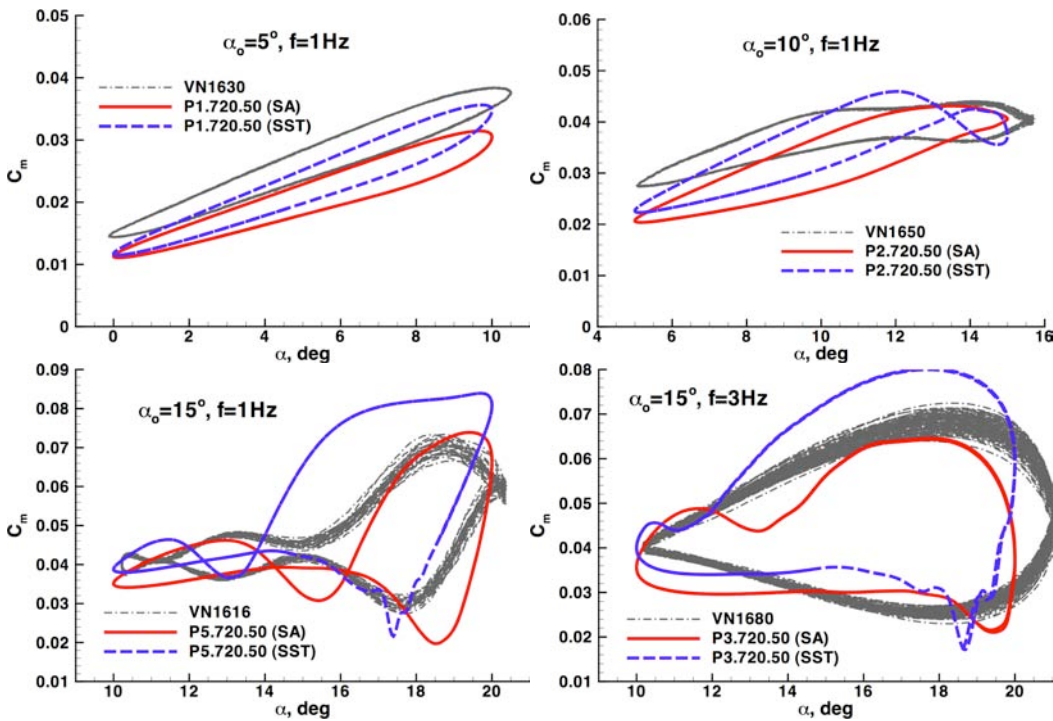 0.05
α₀=5°, f=1Hz
0.04
VN1630
P1.720.50 (SA)
P1.720.50 (SST)
0.03
Cm
0.02
0.01
0
0 2 4 6 8 10
α, deg
0.06
α₀=10°, f=1Hz
0.05
0.04
Cm
0.03
0.02
VN1650
P2.720.50 (SA)
P2.720.50 (SST)
0.01
0
4 6 8 10 12 14 16
α, deg
0.09
α₀=15°, f=1Hz
0.08
0.07
0.06
Cm
0.05
0.04
0.03
VN1616
P5.720.50 (SA)
P5.720.50 (SST)
0.02
0.01
10 12 14 16 18 20
α, deg
0.08
α₀=15°, f=3Hz
0.07
0.06
Cm
0.05
0.04
0.03
VN1680
P3.720.50 (SA)
P3.720.50 (SST)
0.02
0.01
10 12 14 16 18 20
α, deg